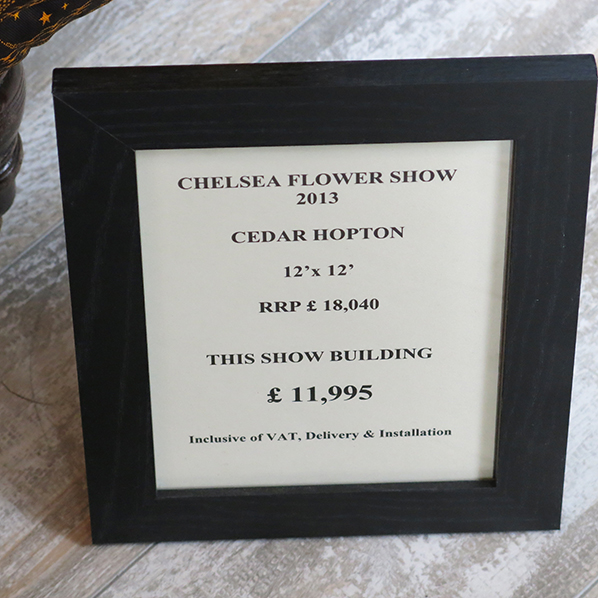 CHELSEA FLOWER SHOW
2013
CEDAR HOPTON
12’x 12’
RRP £ 18,040
THIS SHOW BUILDING
£ 11,995
Inclusive of VAT, Delivery & Installation